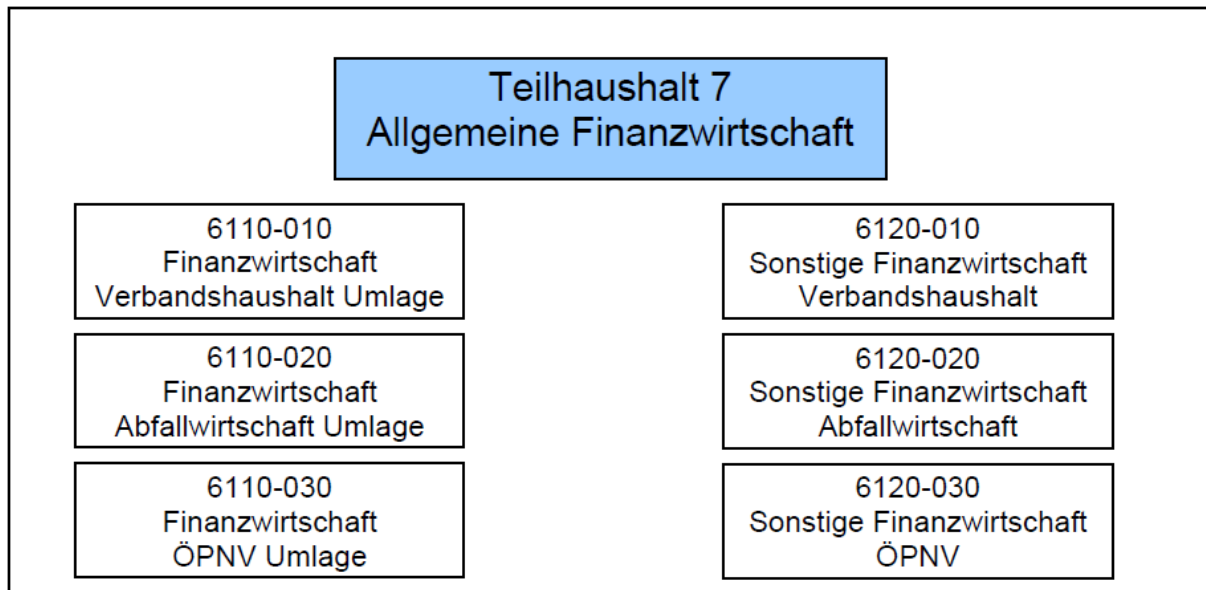 Teilhaushalt 7
Allgemeine Finanzwirtschaft
6110-010
Finanzwirtschaft
Verbandshaushalt Umlage
6120-010
Sonstige Finanzwirtschaft
Verbandshaushalt
6110-020
Finanzwirtschaft
Abfallwirtschaft Umlage
6120-020
Sonstige Finanzwirtschaft
Abfallwirtschaft
6110-030
Finanzwirtschaft
ÖPNV Umlage
6120-030
Sonstige Finanzwirtschaft
ÖPNV